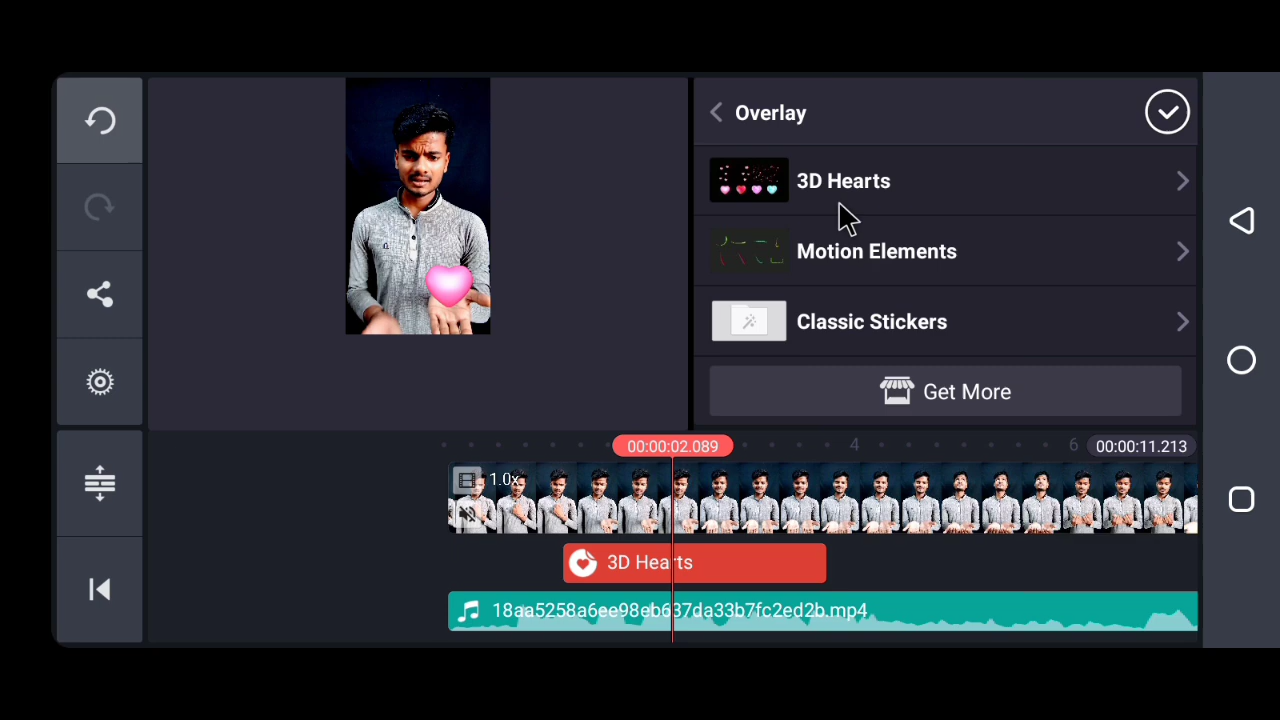 Overlay
3D Hearts
Motion Elements
Classic Stickers
Get More
00:00:02.089
4
6
00:00:11.213
1.0x
3D Hearts
18aa5258a6ee98eb637da33b7fc2ed2b.mp4